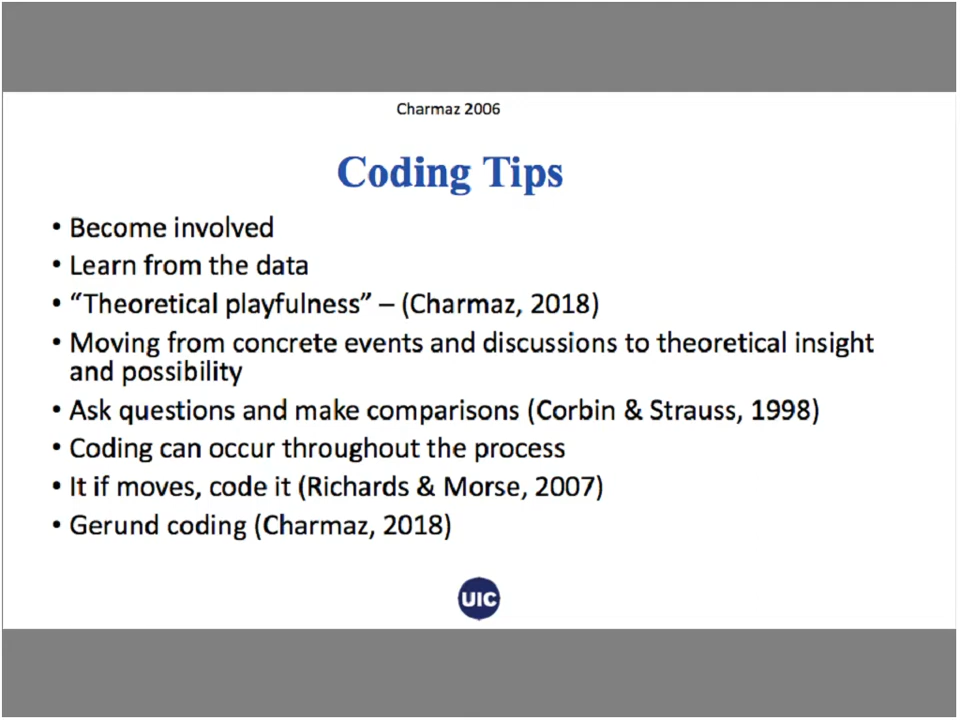 Charmaz 2006
Coding Tips
• Become involved
• Learn from the data
• “Theoretical playfulness” – (Charmaz, 2018)
• Moving from concrete events and discussions to theoretical insight
and possibility
• Ask questions and make comparisons (Corbin & Strauss, 1998)
• Coding can occur throughout the process
• It if moves, code it (Richards & Morse, 2007)
• Gerund coding (Charmaz, 2018)
UIC